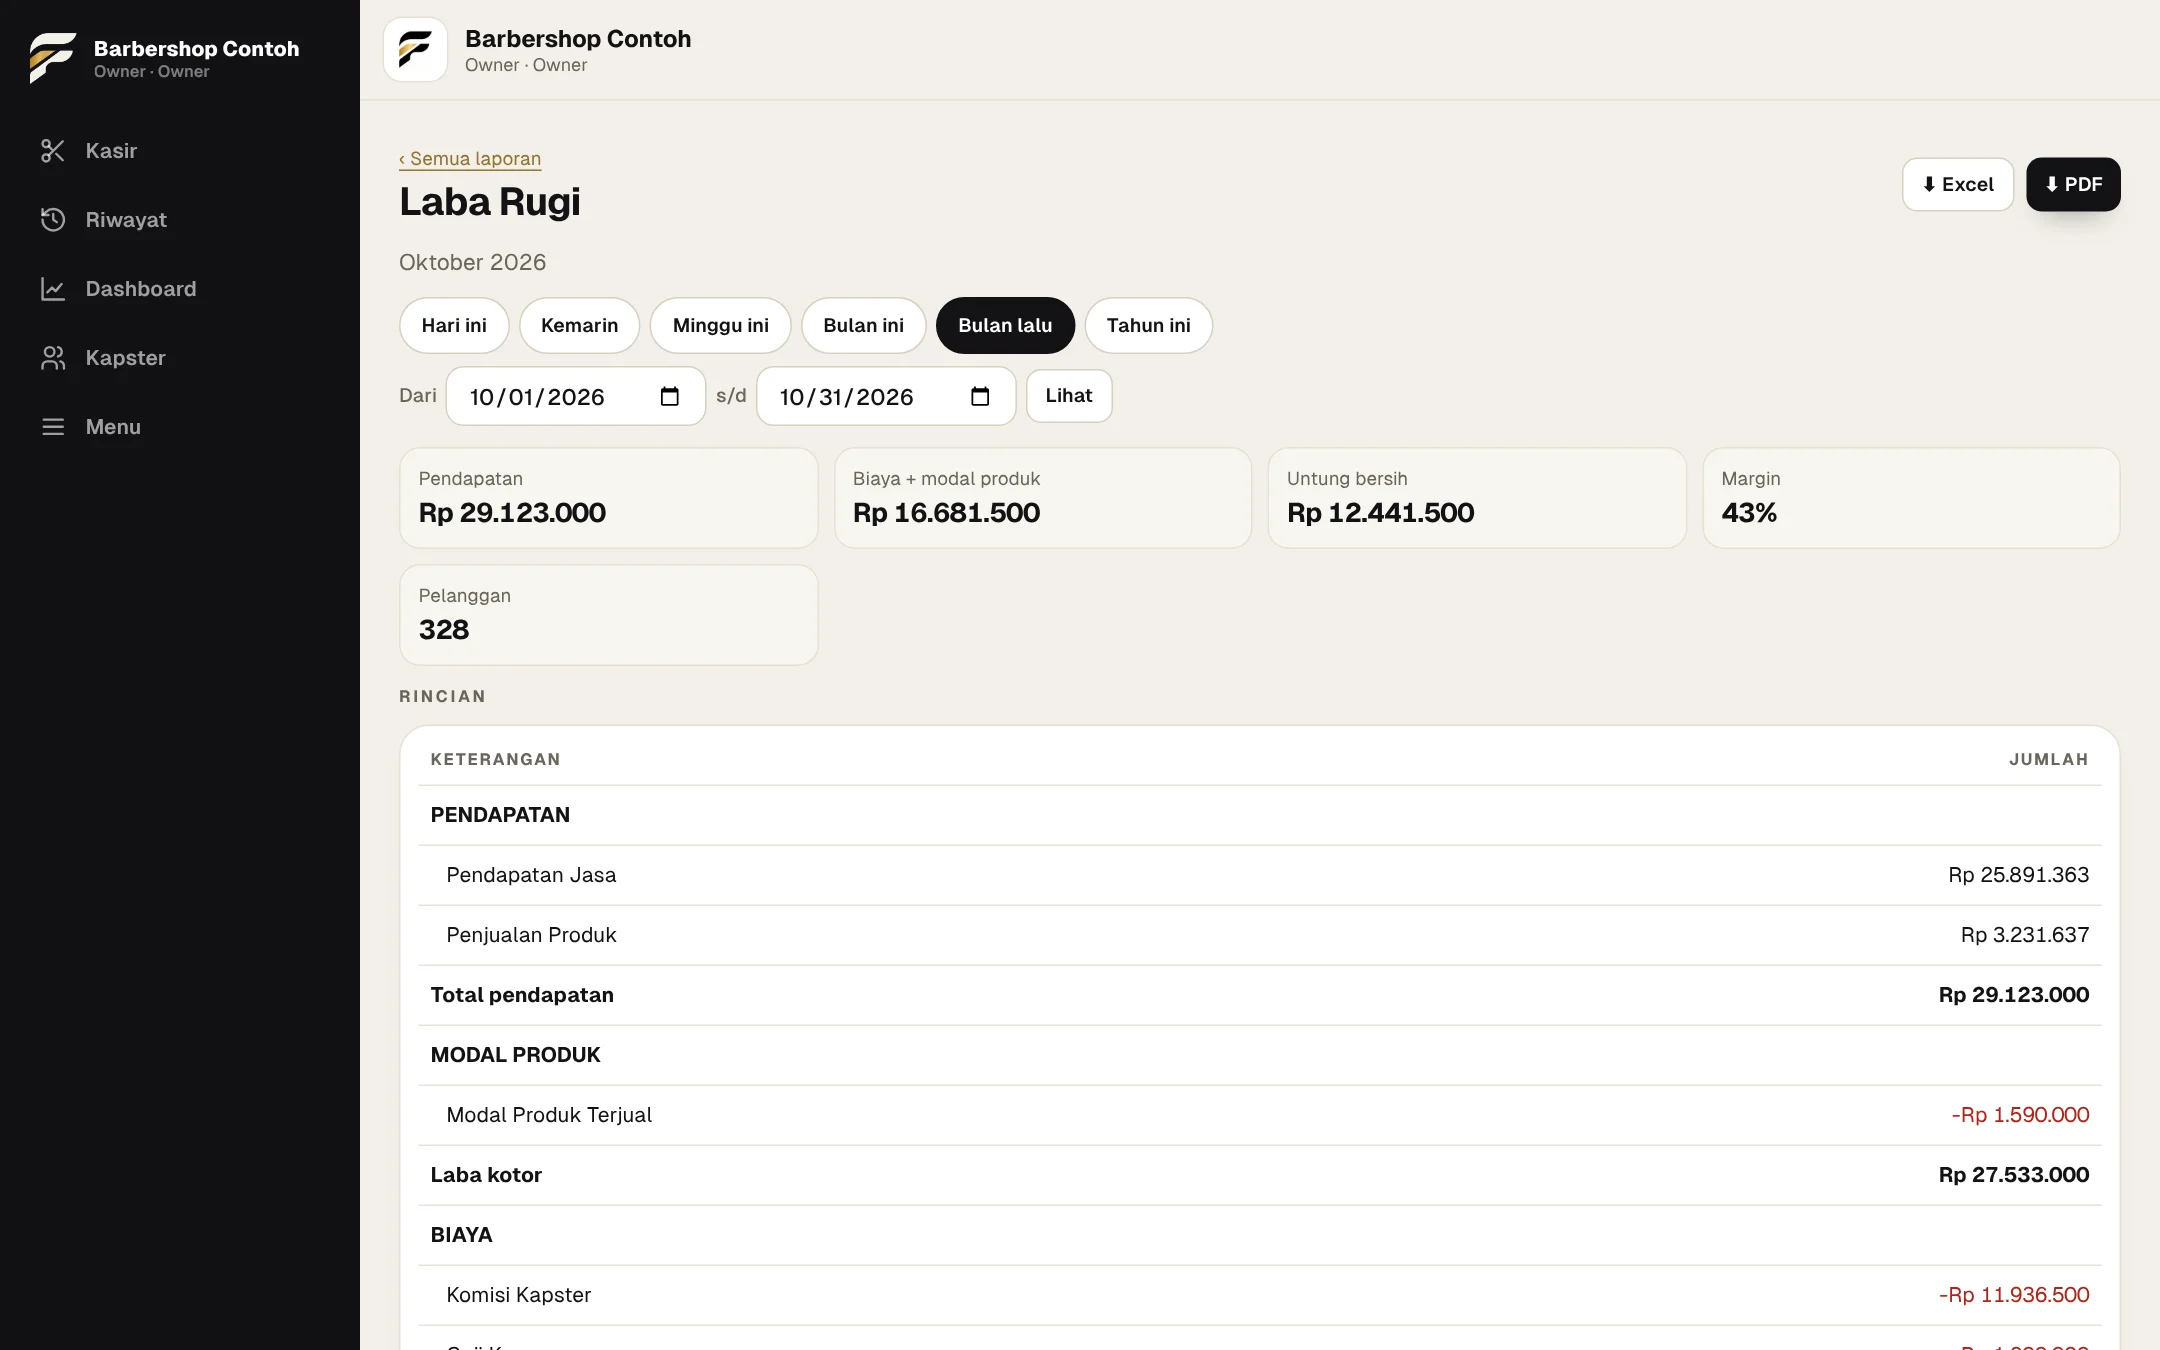 Barbershop Contoh
Owner · Owner
Kasir
Riwayat
Dashboard
Kapster
Menu
Barbershop Contoh
Owner · Owner
‹ Semua laporan
Laba Rugi
⬇ Excel
⬇ PDF
Oktober 2026
Hari ini
Kemarin
Minggu ini
Bulan ini
Bulan lalu
Tahun ini
Dari 10/01/2026 s/d 10/31/2026 Lihat
Pendapatan
Rp 29.123.000
Biaya + modal produk
Rp 16.681.500
Untung bersih
Rp 12.441.500
Margin
43%
Pelanggan
328
RINCIAN
KETERANGAN JUMLAH
PENDAPATAN
Pendapatan Jasa Rp 25.891.363
Penjualan Produk Rp 3.231.637
Total pendapatan Rp 29.123.000
MODAL PRODUK
Modal Produk Terjual -Rp 1.590.000
Laba kotor Rp 27.533.000
BIAYA
Komisi Kapster -Rp 11.936.500